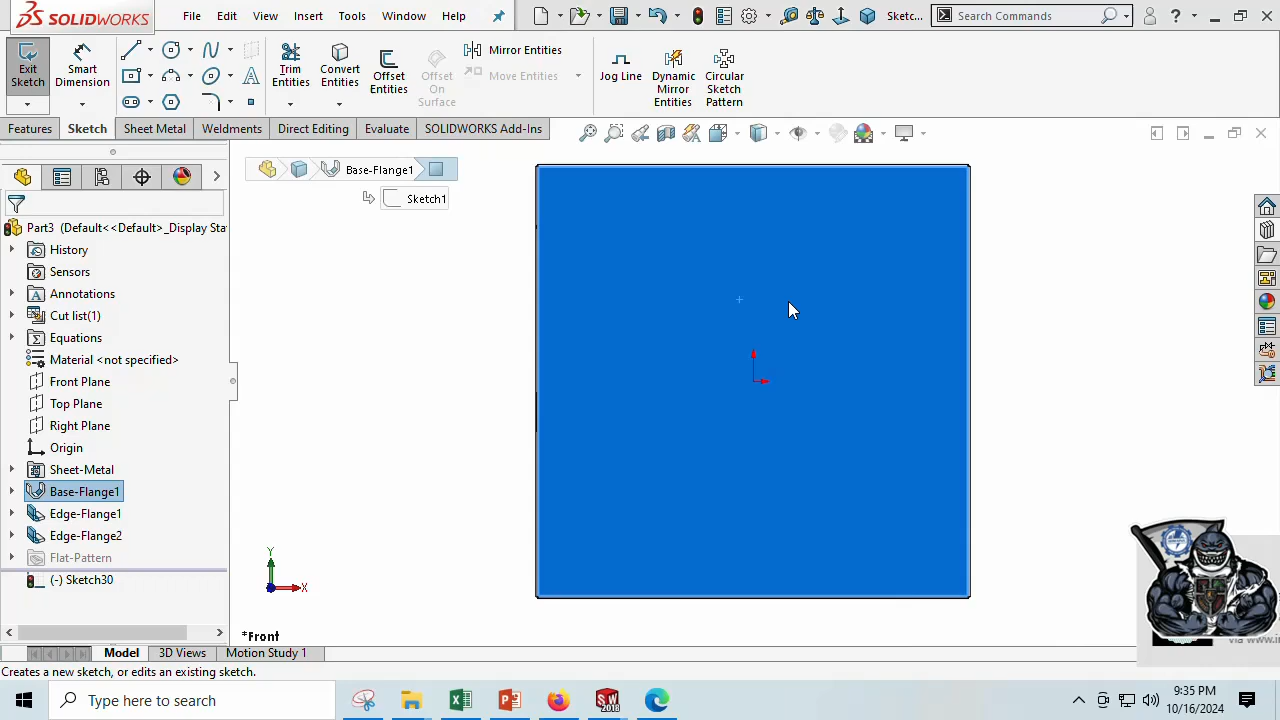 SOLIDWORKS
File Edit View Insert Tools Window Help
Sketc...
Search Commands
Exit Sketch
Smart Dimension
Trim Entities
Convert Entities
Offset Entities
Offset On Surface
Mirror Entities
Move Entities
Jog Line
Dynamic Mirror Entities
Circular Sketch Pattern
Features Sketch Sheet Metal Weldments Direct Editing Evaluate SOLIDWORKS Add-Ins
Base-Flange1
Sketch1
Part3 (Default<<Default>_Display Sta
History
Sensors
Annotations
Cut list(1)
Equations
Material <not specified>
Front Plane
Top Plane
Right Plane
Origin
Sheet-Metal
Base-Flange1
Edge-Flange1
Edge-Flange2
Flat-Pattern
(-) Sketch30
Y
X
*Front
Model 3D Views Motion Study 1
Creates a new sketch, or edits an existing sketch.
Type here to search
9:35 PM
10/16/2024